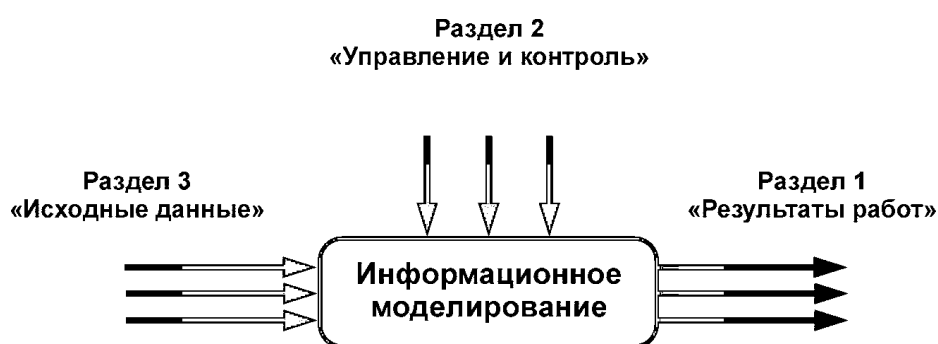 Раздел 2
«Управление и контроль»
Раздел 3
«Исходные данные»
Раздел 1
«Результаты работ»
Информационное
моделирование